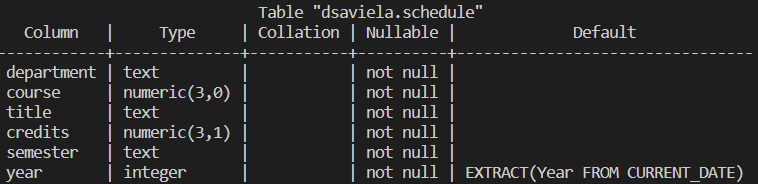 Table "dsaviela.schedule"
Column | Type | Collation | Nullable | Default
------------+--------------+-----------+----------+---------------------------------
department | text | | not null |
course | numeric(3,0) | | not null |
title | text | | not null |
credits | numeric(3,1) | | not null |
semester | text | | not null |
year | integer | | not null | EXTRACT(Year FROM CURRENT_DATE)